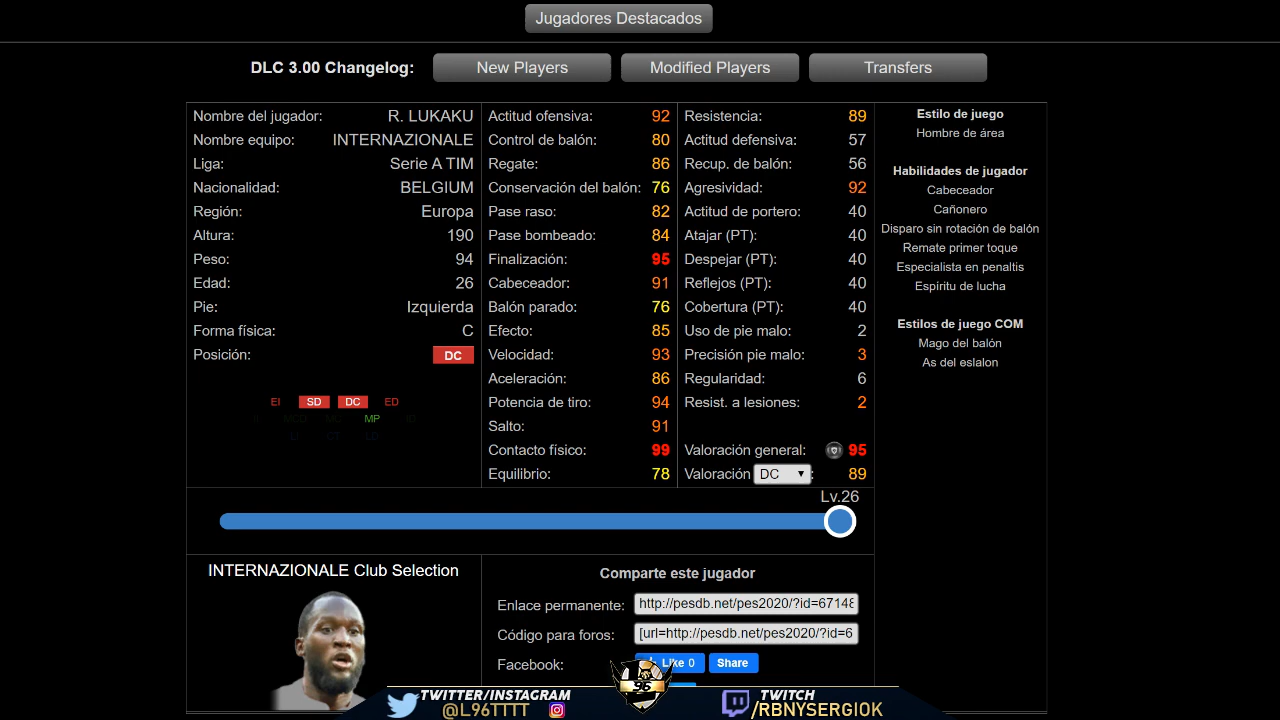 Jugadores Destacados
DLC 3.00 Changelog: New Players Modified Players Transfers
Nombre del jugador: R. LUKAKU
Nombre equipo: INTERNAZIONALE
Liga: Serie A TIM
Nacionalidad: BELGIUM
Región: Europa
Altura: 190
Peso: 94
Edad: 26
Pie: Izquierda
Forma física: C
Posición: DC
EI SD DC ED
MP
Actitud ofensiva: 92
Control de balón: 80
Regate: 86
Conservación del balón: 76
Pase raso: 82
Pase bombeado: 84
Finalización: 95
Cabeceador: 91
Balón parado: 76
Efecto: 85
Velocidad: 93
Aceleración: 86
Potencia de tiro: 94
Salto: 91
Contacto físico: 99
Equilibrio: 78
Resistencia: 89
Actitud defensiva: 57
Recup. de balón: 56
Agresividad: 92
Actitud de portero: 40
Atajar (PT): 40
Despejar (PT): 40
Reflejos (PT): 40
Cobertura (PT): 40
Uso de pie malo: 2
Precisión pie malo: 3
Regularidad: 6
Resist. a lesiones: 2
Valoración general: 95
Valoración DC : 89
Estilo de juego
Hombre de área
Habilidades de jugador
Cabeceador
Cañonero
Disparo sin rotación de balón
Remate primer toque
Especialista en penaltis
Espíritu de lucha
Estilos de juego COM
Mago del balón
As del eslalon
Lv.26
INTERNAZIONALE Club Selection
Comparte este jugador
Enlace permanente: http://pesdb.net/pes2020/?id=67148
Código para foros: [url=http://pesdb.net/pes2020/?id=6
Facebook: Like 0 Share
TWITTER/INSTAGRAM
@L96TTTT
96
TWITCH
/RBNYSERGIOK